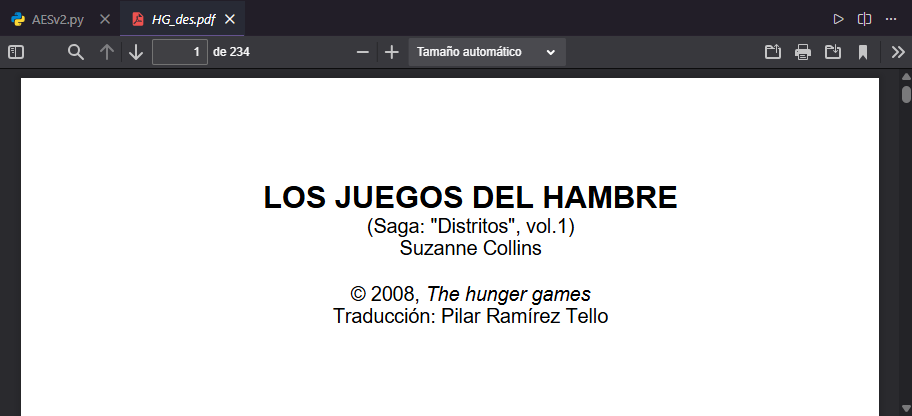 AESv2.py
HG_des.pdf
1 de 234
Tamaño automático
LOS JUEGOS DEL HAMBRE
(Saga: "Distritos", vol.1)
Suzanne Collins
© 2008, The hunger games
Traducción: Pilar Ramírez Tello